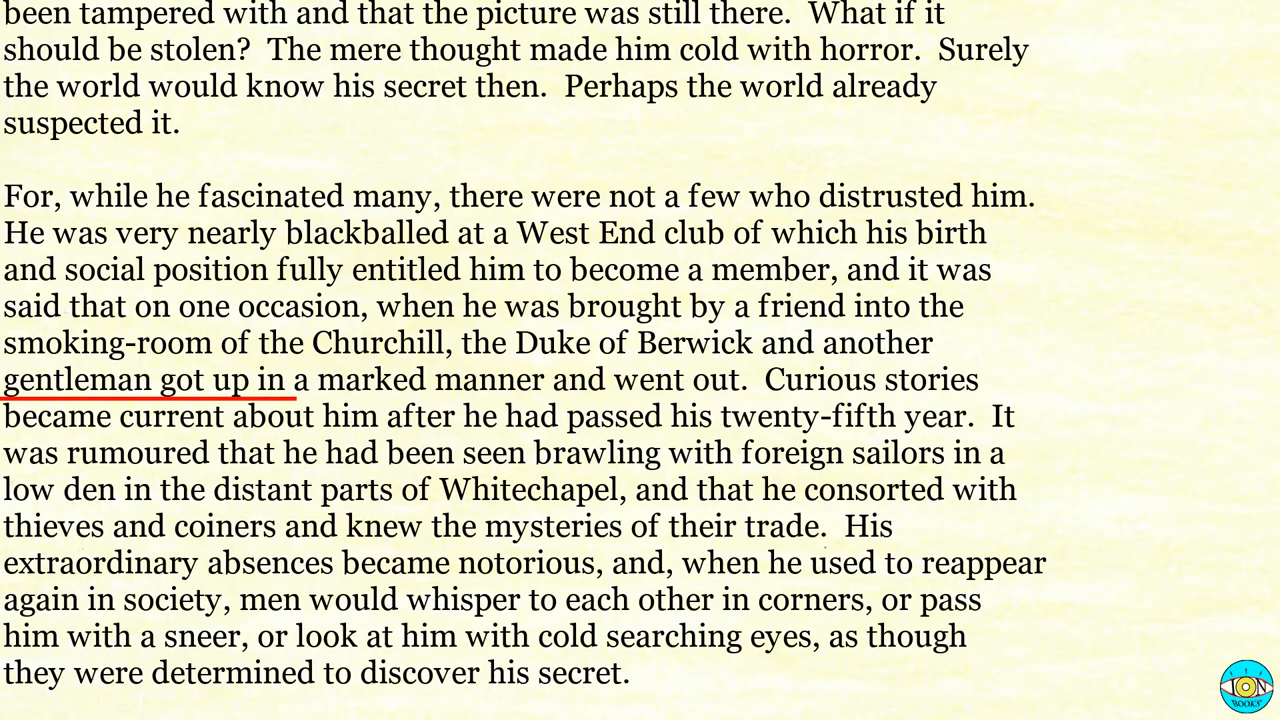 been tampered with and that the picture was still there.  What if it
should be stolen?  The mere thought made him cold with horror.  Surely
the world would know his secret then.  Perhaps the world already
suspected it.
For, while he fascinated many, there were not a few who distrusted him.
He was very nearly blackballed at a West End club of which his birth
and social position fully entitled him to become a member, and it was
said that on one occasion, when he was brought by a friend into the
smoking-room of the Churchill, the Duke of Berwick and another
gentleman got up in a marked manner and went out.  Curious stories
became current about him after he had passed his twenty-fifth year.  It
was rumoured that he had been seen brawling with foreign sailors in a
low den in the distant parts of Whitechapel, and that he consorted with
thieves and coiners and knew the mysteries of their trade.  His
extraordinary absences became notorious, and, when he used to reappear
again in society, men would whisper to each other in corners, or pass
him with a sneer, or look at him with cold searching eyes, as though
they were determined to discover his secret.
ION
BOOKS